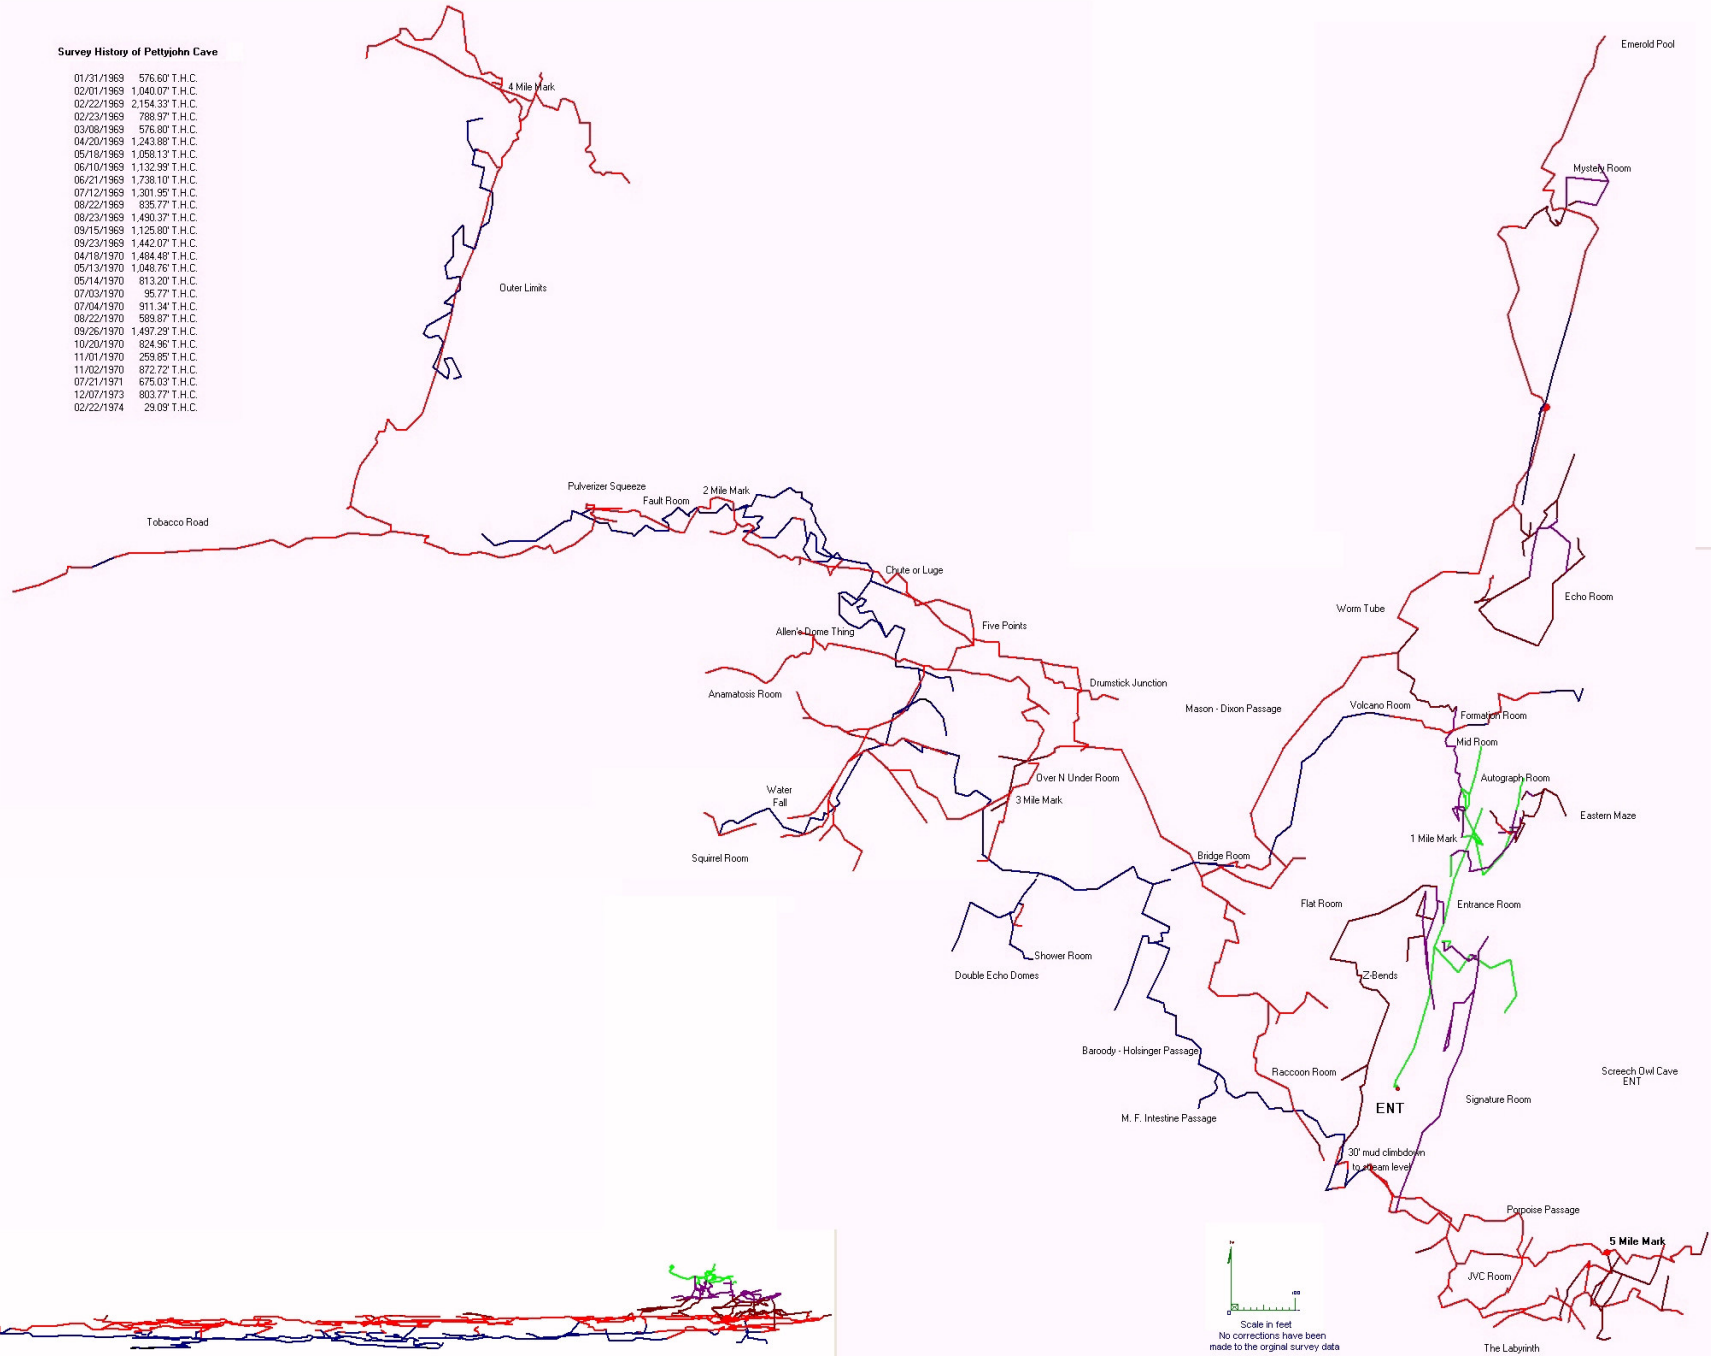 Survey History of Pettyjohn Cave
01/31/1969 576.60' T.H.C.
02/01/1969 1,040.07' T.H.C.
02/22/1969 2,154.33' T.H.C.
02/23/1969 788.97' T.H.C.
03/08/1969 576.80' T.H.C.
04/20/1969 1,243.88' T.H.C.
05/18/1969 1,058.13' T.H.C.
06/10/1969 1,132.99' T.H.C.
06/21/1969 1,738.10' T.H.C.
07/12/1969 1,301.95' T.H.C.
08/22/1969 835.77' T.H.C.
08/23/1969 1,490.37' T.H.C.
09/15/1969 1,125.80' T.H.C.
09/23/1969 1,442.07' T.H.C.
04/18/1970 1,484.48' T.H.C.
05/13/1970 1,048.76' T.H.C.
05/14/1970 813.20' T.H.C.
07/03/1970 95.77' T.H.C.
07/04/1970 911.34' T.H.C.
08/22/1970 589.87' T.H.C.
09/26/1970 1,497.29' T.H.C.
10/20/1970 824.96' T.H.C.
11/01/1970 259.85' T.H.C.
11/02/1970 872.72' T.H.C.
07/21/1971 675.03' T.H.C.
12/07/1973 803.77' T.H.C.
02/22/1974 29.09' T.H.C.
Emerold Pool
4 Mile Mark
Mystery Room
Outer Limits
Pulverizer Squeeze
2 Mile Mark
Fault Room
Tobacco Road
Chute or Luge
Echo Room
Worm Tube
Five Points
Allen's Dome Thing
Drumstick Junction
Anamatosis Room
Mason - Dixon Passage
Volcano Room
Formation Room
Mid Room
Over N Under Room
Autograph Room
Water
Fall
3 Mile Mark
Eastern Maze
1 Mile Mark
Squirrel Room
Bridge Room
Flat Room
Entrance Room
Shower Room
Double Echo Domes
Z-Bends
Baroody - Holsinger Passage
Raccoon Room
Screech Owl Cave
ENT
ENT
Signature Room
M. F. Intestine Passage
30' mud climbdown
to stream level
Porpoise Passage
5 Mile Mark
JVC Room
100
0
Scale in feet
No corrections have been
made to the orginal survey data
The Labyrinth